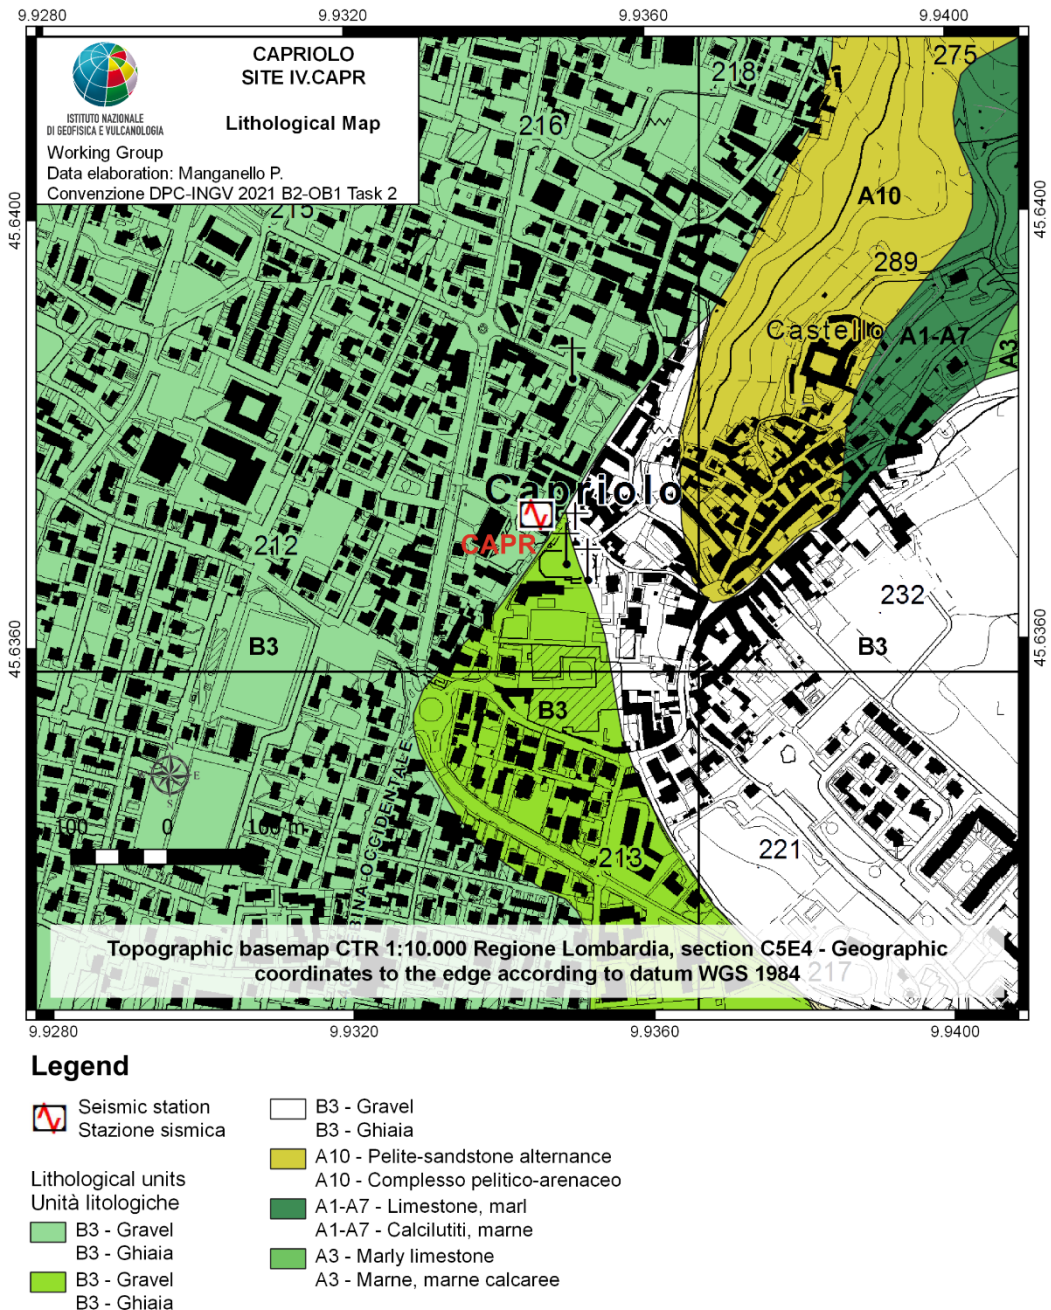 9.9280 9.9320 9.9360 9.9400
CAPRIOLO
SITE IV.CAPR
Lithological Map
ISTITUTO NAZIONALE
DI GEOFISICA E VULCANOLOGIA
Working Group
Data elaboration: Manganello P.
Convenzione DPC-INGV 2021 B2-OB1 Task 2
275
218
216
A10
215
45.6400
45.6400
289
Castello
A1-A7
A3
Capriolo
CAPR
212
232
B3
B3
45.6360
45.6360
B3
N
E
S
100 0 100 m
213
221
Topographic basemap CTR 1:10.000 Regione Lombardia, section C5E4 - Geographic
coordinates to the edge according to datum WGS 1984
217
9.9280 9.9320 9.9360 9.9400
Legend
Seismic station
Stazione sismica
Lithological units
Unità litologiche
B3 - Gravel
B3 - Ghiaia
B3 - Gravel
B3 - Ghiaia
B3 - Gravel
B3 - Ghiaia
A10 - Pelite-sandstone alternance
A10 - Complesso pelitico-arenaceo
A1-A7 - Limestone, marl
A1-A7 - Calcilutiti, marne
A3 - Marly limestone
A3 - Marne, marne calcaree